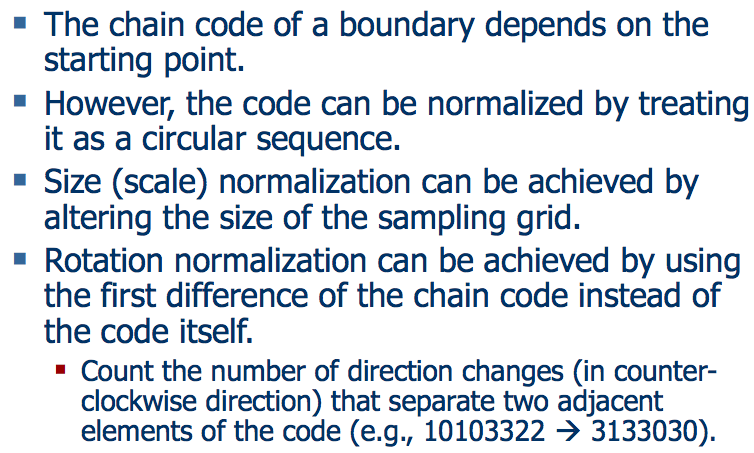 ▪ The chain code of a boundary depends on the
starting point.
▪ However, the code can be normalized by treating
it as a circular sequence.
▪ Size (scale) normalization can be achieved by
altering the size of the sampling grid.
▪ Rotation normalization can be achieved by using
the first difference of the chain code instead of
the code itself.
▪ Count the number of direction changes (in counter-
clockwise direction) that separate two adjacent
elements of the code (e.g., 10103322 → 3133030).